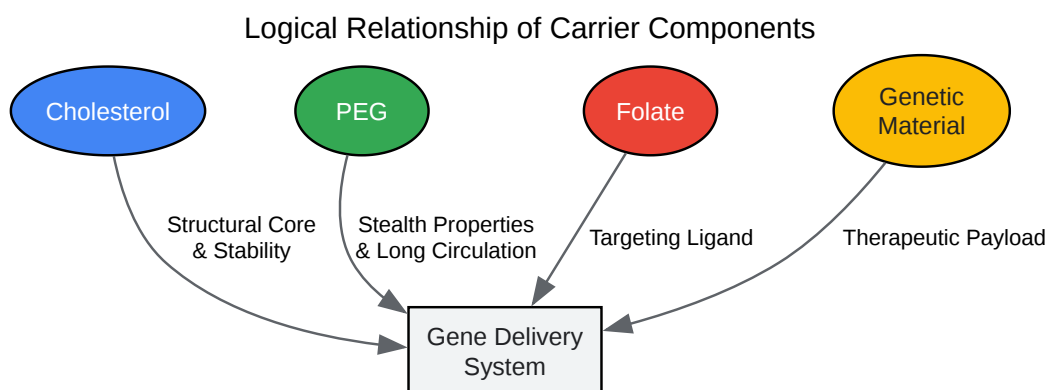 Logical Relationship of Carrier Components
Cholesterol
PEG
Folate
Genetic
Material
Structural Core
& Stability
Stealth Properties
& Long Circulation
Targeting Ligand
Therapeutic Payload
Gene Delivery
System